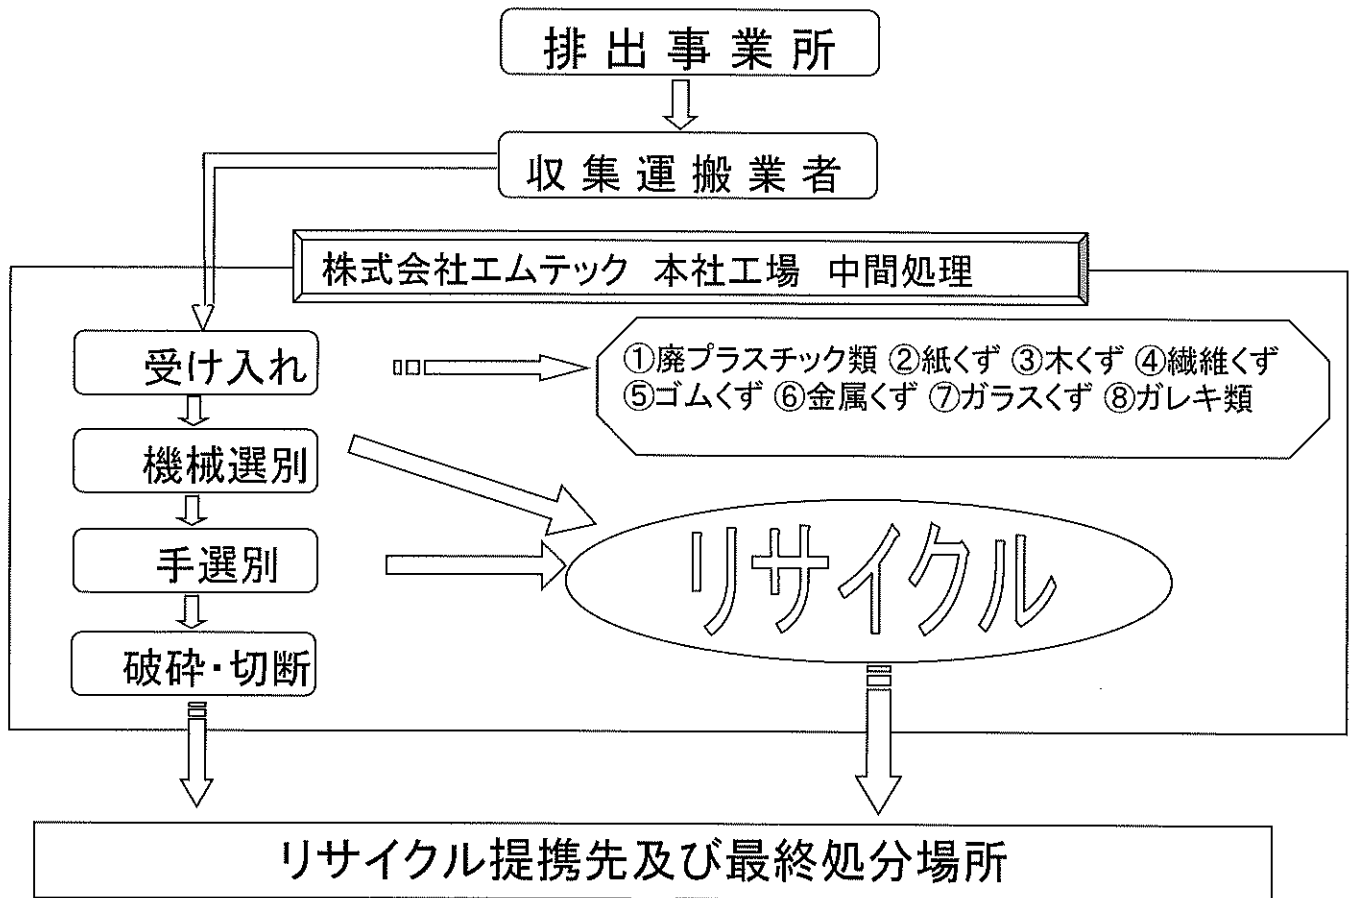 排出事業所
収集運搬業者
株式会社エムテック 本社工場 中間処理
受け入れ
①廃プラスチック類 ②紙くず ③木くず ④繊維くず
⑤ゴムくず ⑥金属くず ⑦ガラスくず ⑧ガレキ類
機械選別
手選別
リサイクル
破砕・切断
リサイクル提携先及び最終処分場所